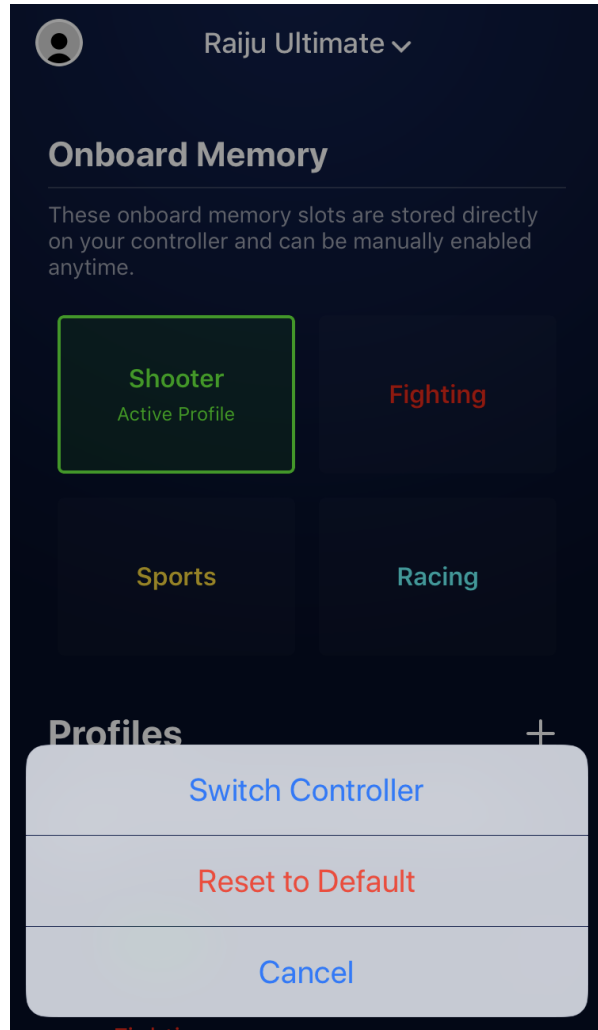 Raiju Ultimate
Onboard Memory
These onboard memory slots are stored directly
on your controller and can be manually enabled
anytime.
Shooter
Active Profile
Fighting
Sports
Racing
Profiles
Switch Controller
Reset to Default
Cancel